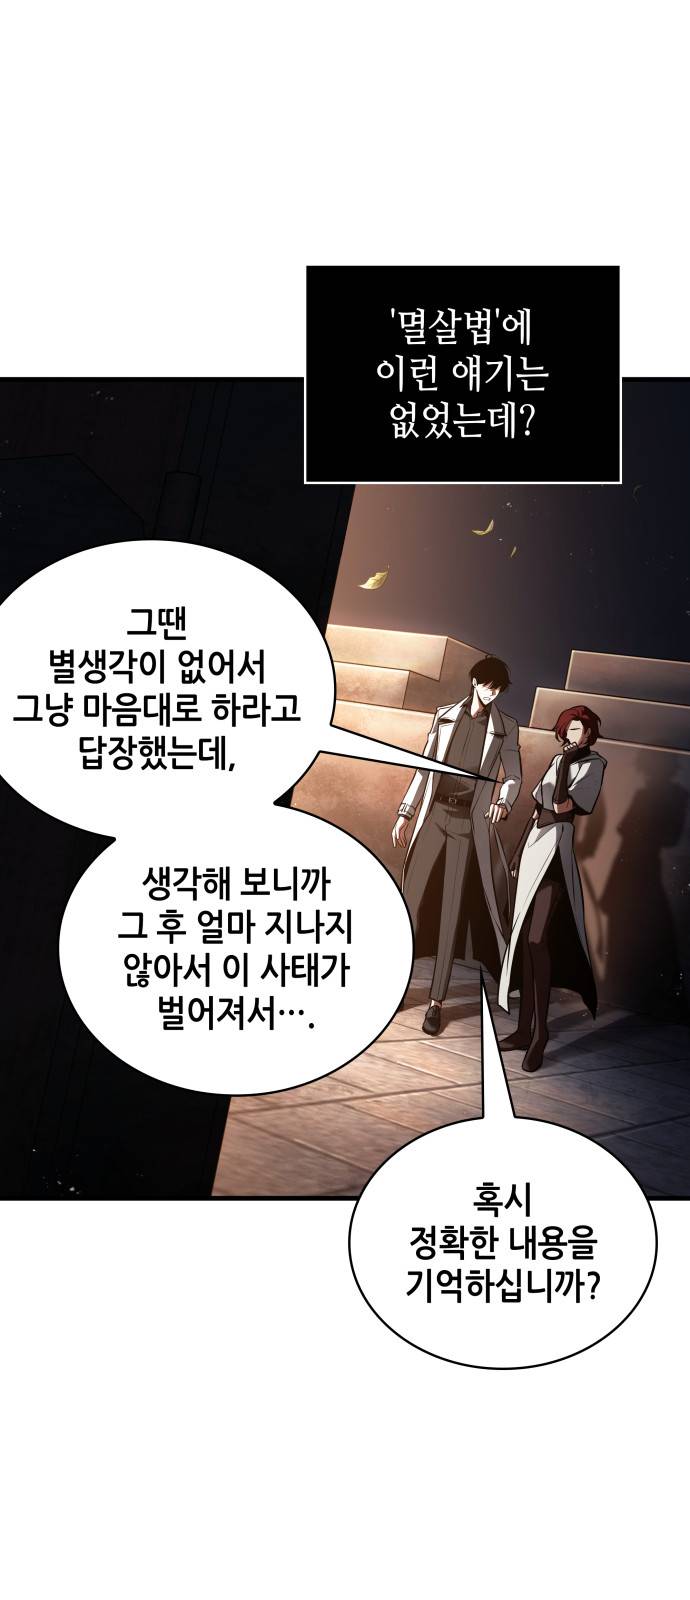 '멸살법'에
이런 얘기는
없었는데?
그땐
별생각이 없어서
그냥 마음대로 하라고
답장했는데,
생각해 보니까
그 후 얼마 지나지
않아서 이 사태가
벌어져서….
혹시
정확한 내용을
기억하십니까?